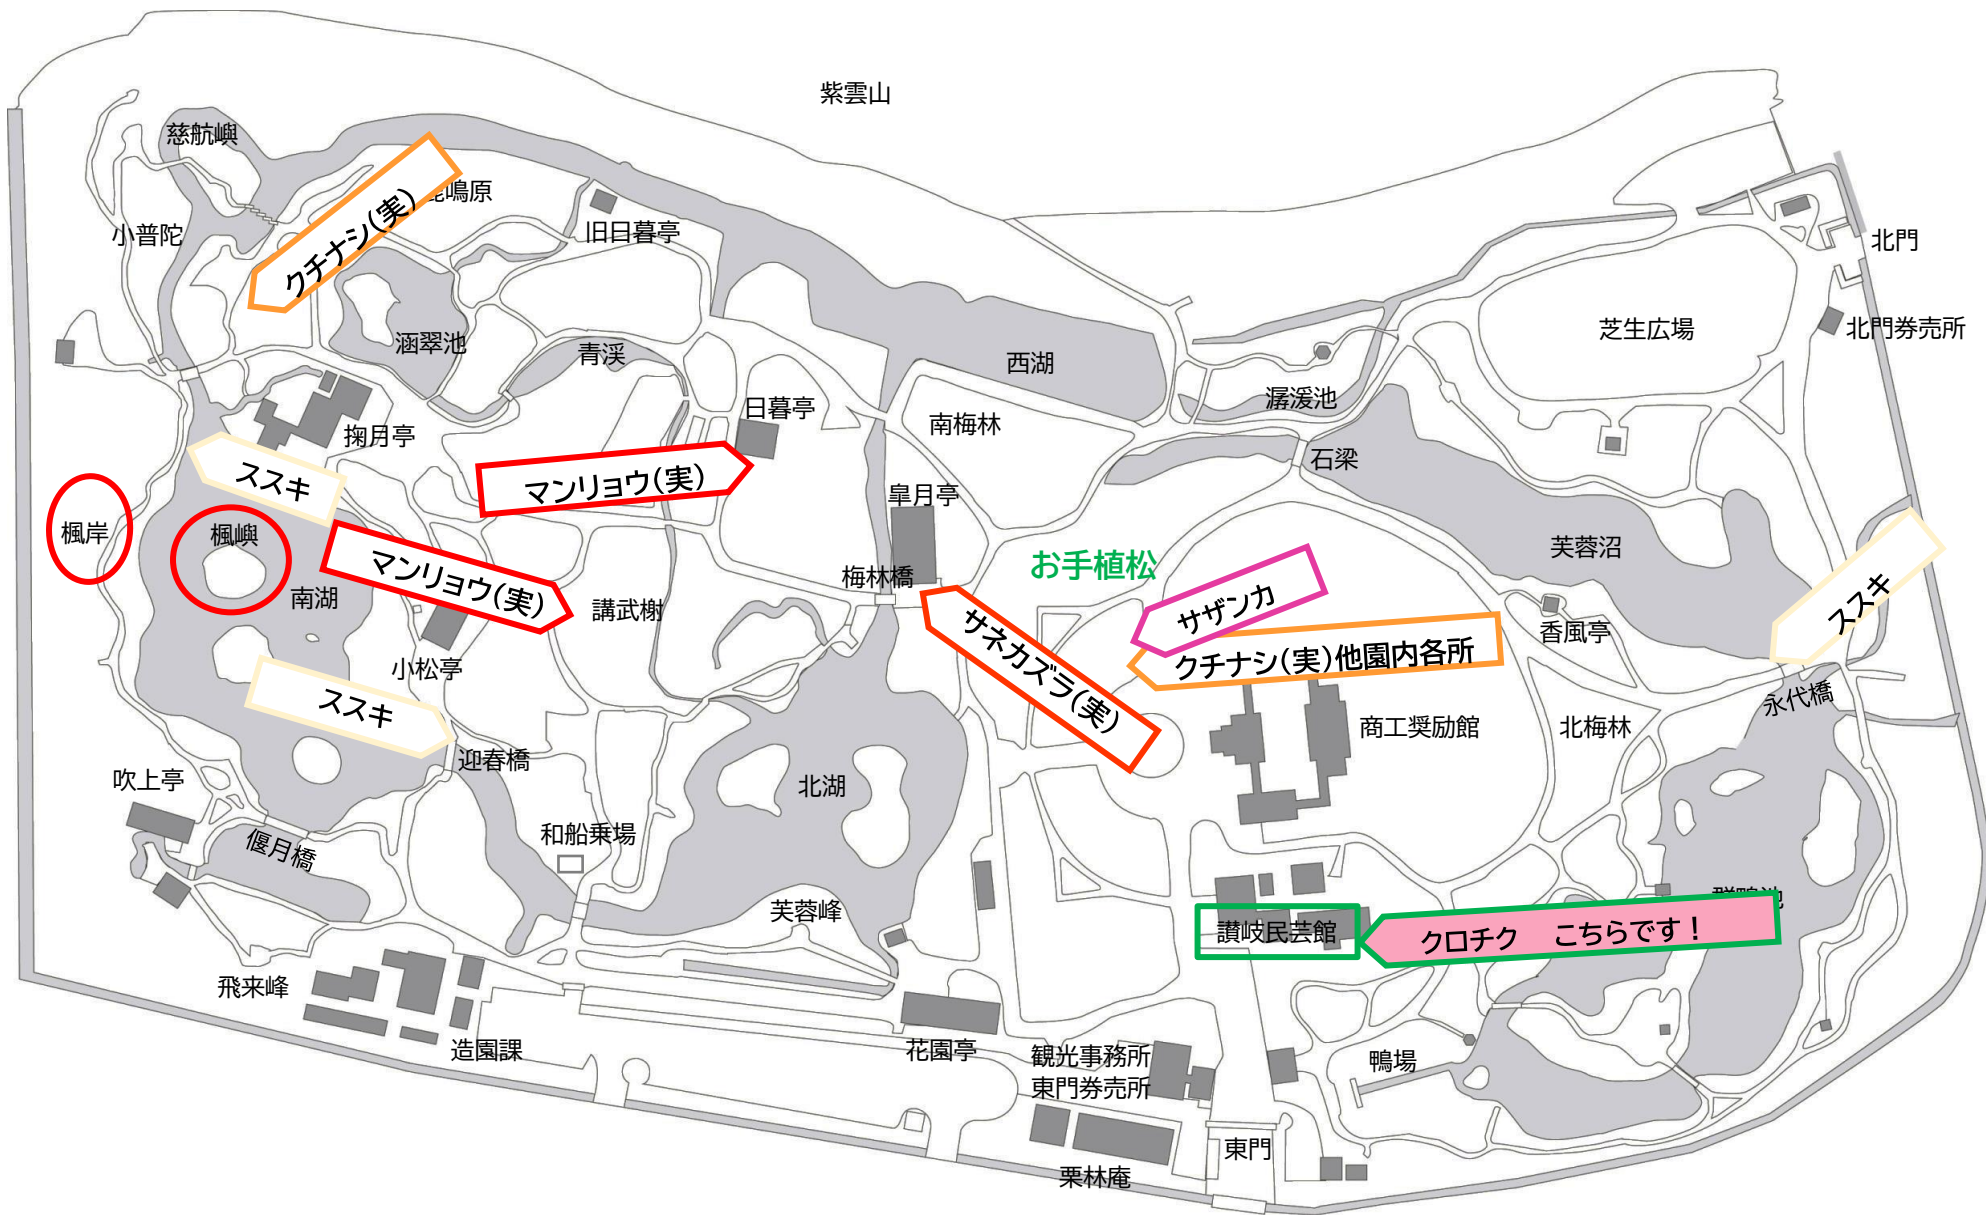 紫雲山
慈航嶼
クチナシ(実)
鹿鳴原
小普陀
旧日暮亭
北門
芝生広場
北門券売所
涵翠池
青渓
西湖
潺湲池
日暮亭
南梅林
掬月亭
石梁
ススキ
マンリョウ(実)
皐月亭
楓岸
楓嶼
お手植松
芙蓉沼
ススキ
マンリョウ(実)
梅林橋
南湖
講武榭
サザンカ
サネカズラ(実)
香風亭
クチナシ(実)他園内各所
小松亭
ススキ
永代橋
商工奨励館
北梅林
迎春橋
吹上亭
北湖
和船乗場
偃月橋
芙蓉峰
群鴨池
讃岐民芸館
クロチク こちらです!
飛来峰
造園課
花園亭
観光事務所
東門券売所
鴨場
東門
栗林庵